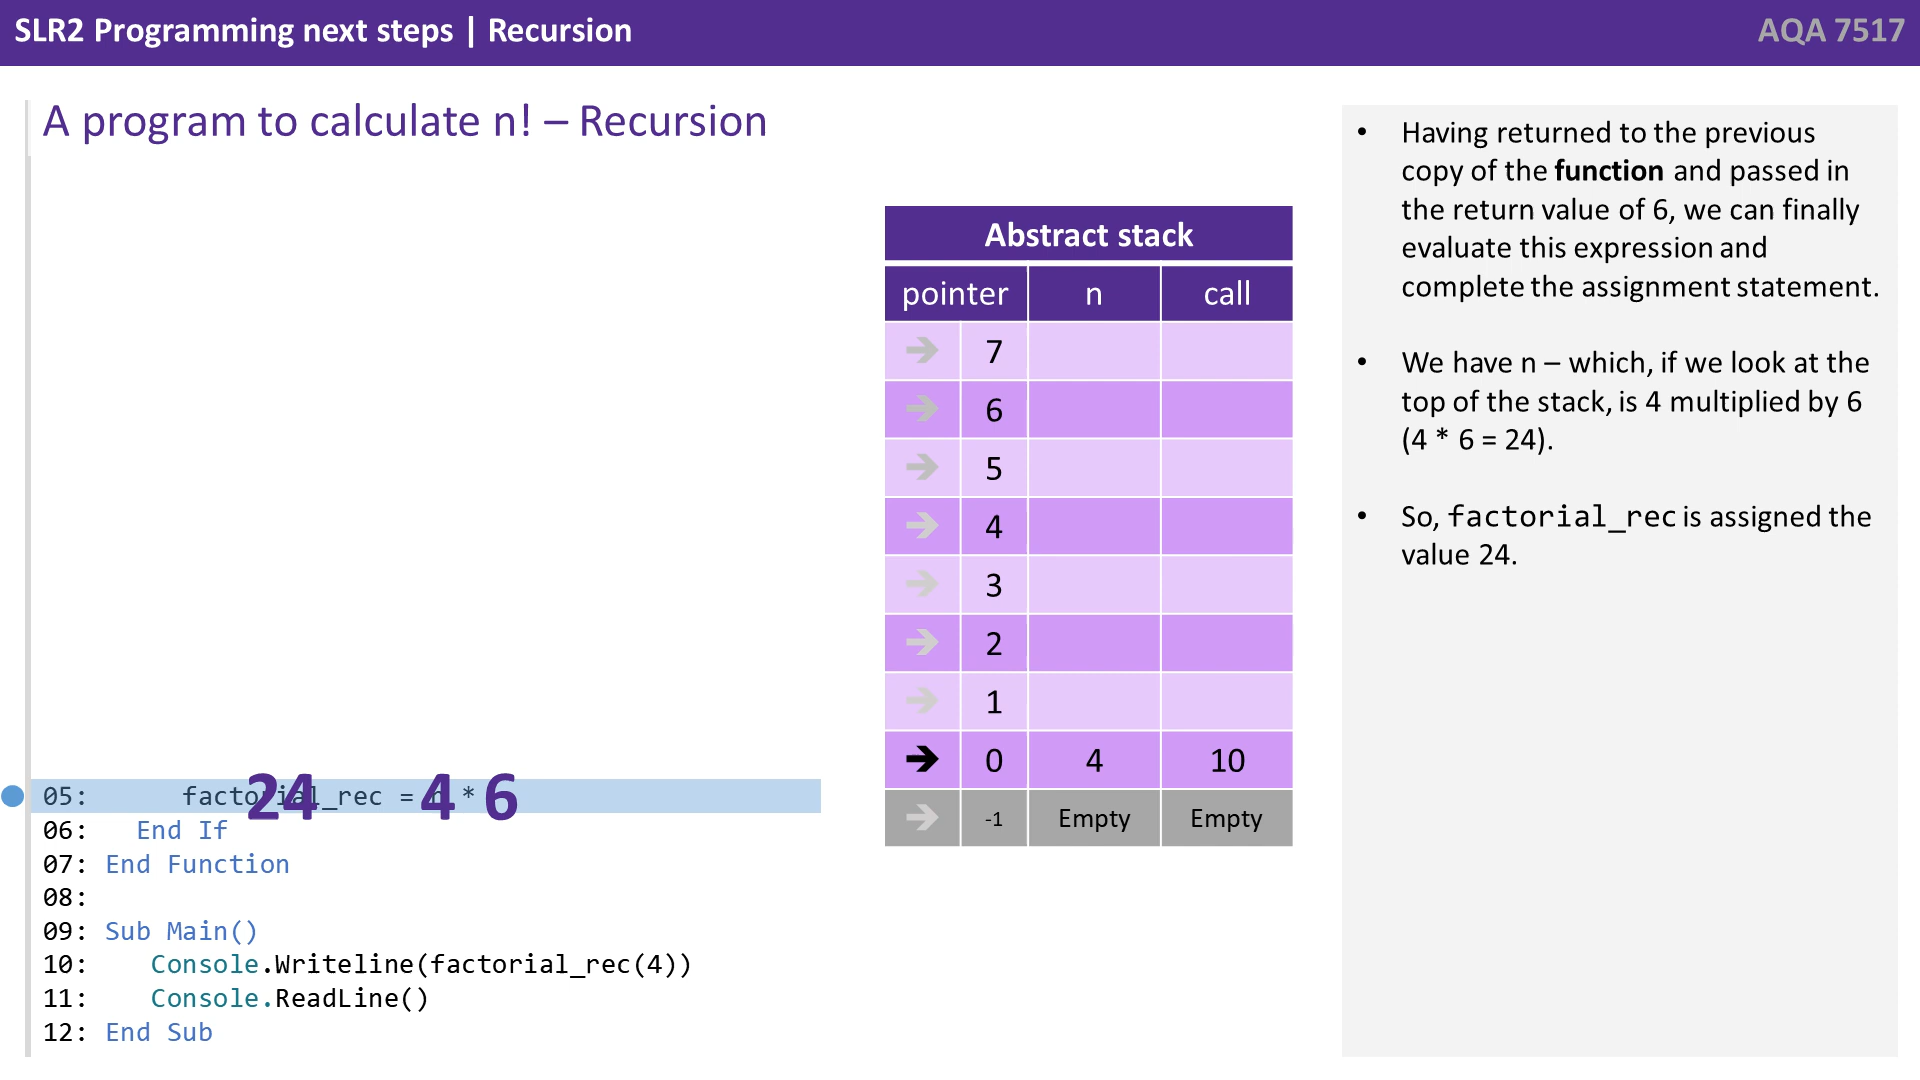 SLR2 Programming next steps | Recursion
AQA 7517
A program to calculate n! – Recursion
05: factorial_rec = n *
24 4 6
06: End If
07: End Function
08:
09: Sub Main()
10: Console.Writeline(factorial_rec(4))
11: Console.ReadLine()
12: End Sub
Abstract stack
pointer n call
➔ 7
➔ 6
➔ 5
➔ 4
➔ 3
➔ 2
➔ 1
➔ 0 4 10
➔ -1 Empty Empty
• Having returned to the previous
copy of the function and passed in
the return value of 6, we can finally
evaluate this expression and
complete the assignment statement.
• We have n – which, if we look at the
top of the stack, is 4 multiplied by 6
(4 * 6 = 24).
• So, factorial_rec is assigned the
value 24.